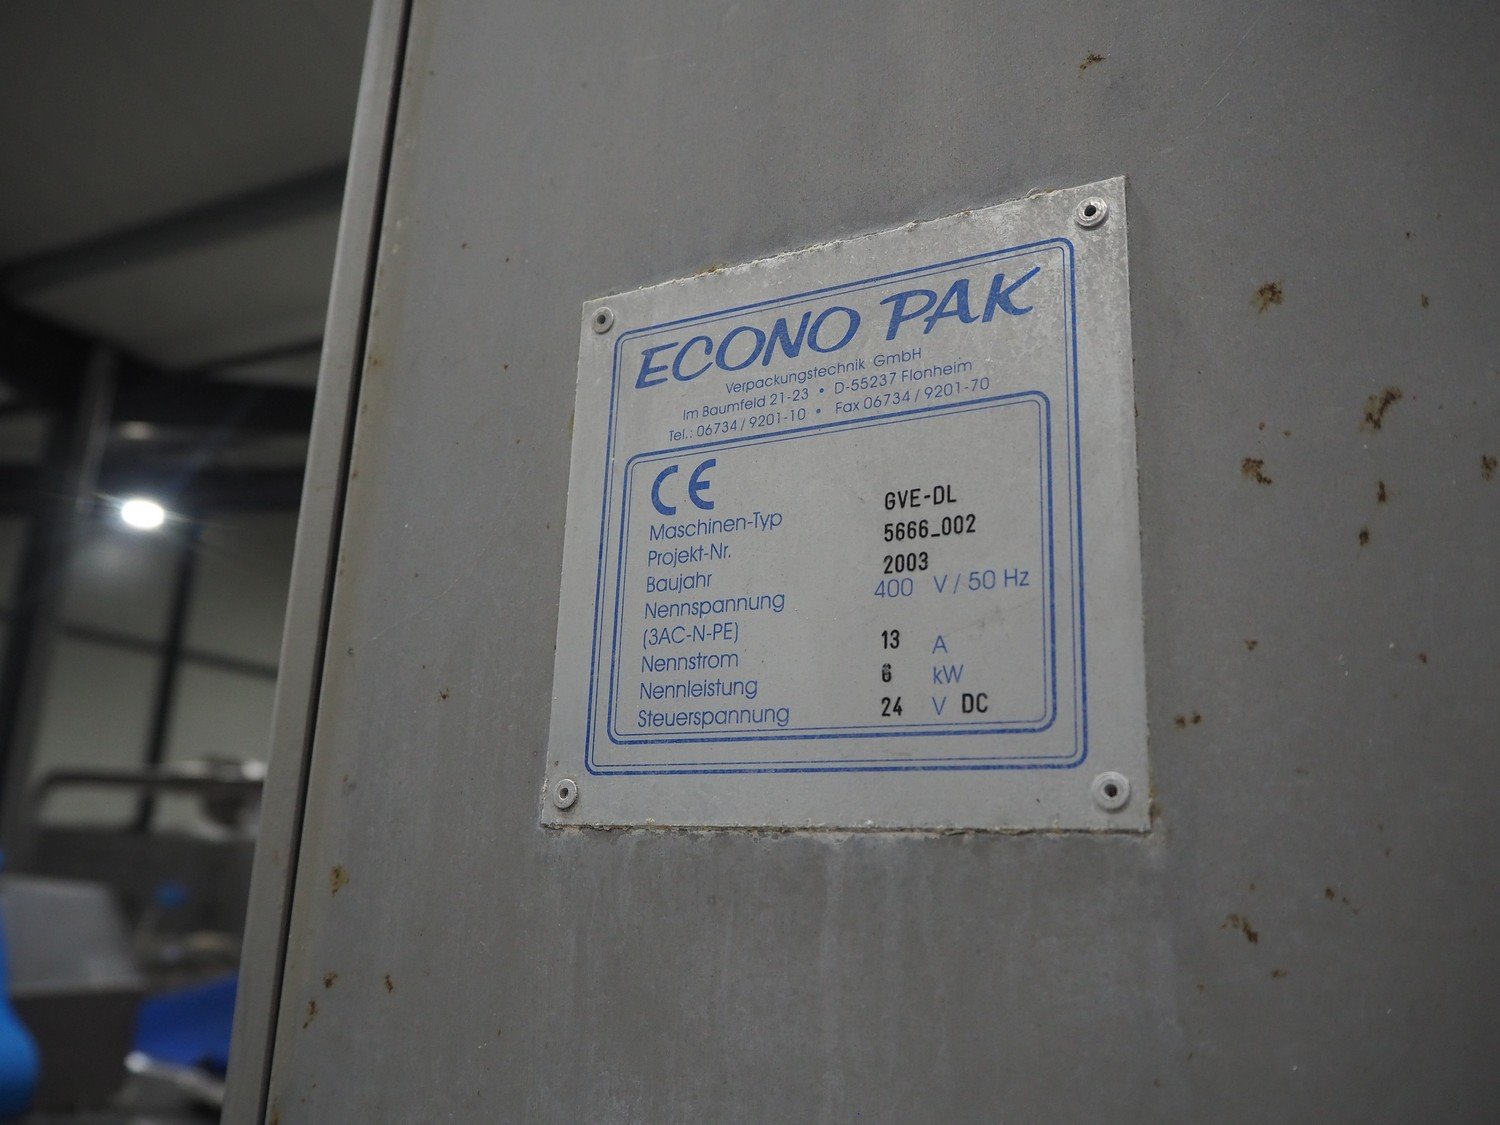 ECONO PAK
Verpackungstechnik GmbH
Im Baumfeld 21-23 • D-55237 Flonheim
Tel.: 06734 / 9201-10 • Fax 06734 / 9201-70
CE
Maschinen-Typ GVE-DL
Projekt-Nr. 5666_002
Baujahr 2003
Nennspannung 400 V / 50 Hz
(3AC-N-PE)
Nennstrom 13 A
Nennleistung 6 kW
Steuerspannung 24 V DC